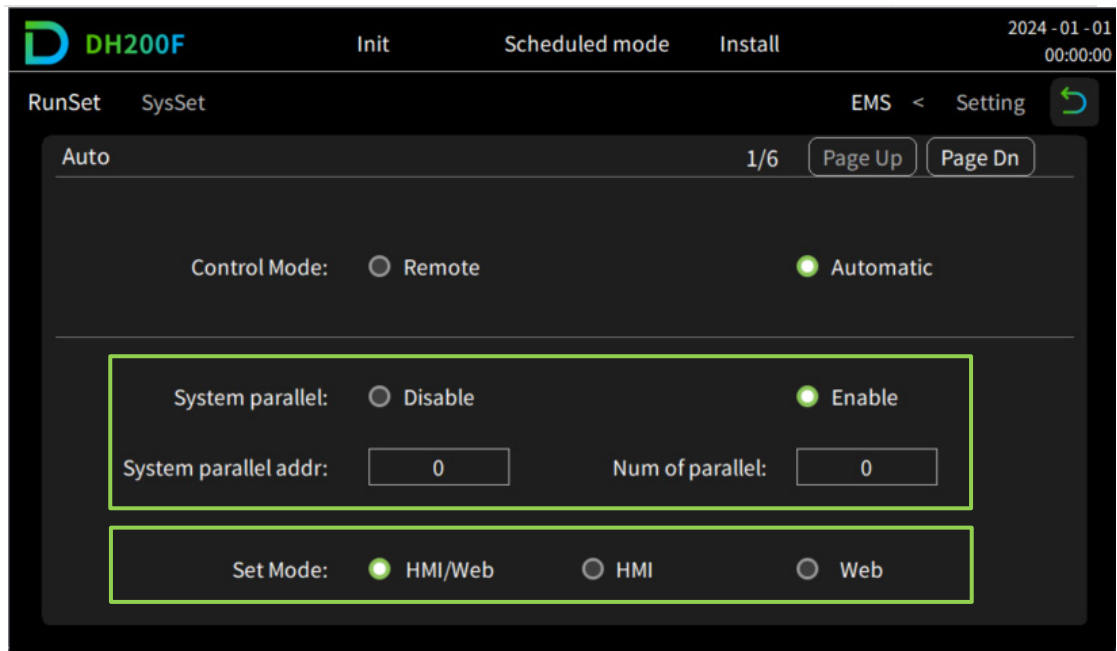 DH200F Init Scheduled mode Install 2024 - 01 - 01
00:00:00
RunSet SysSet EMS < Setting
Auto 1/6 Page Up Page Dn
Control Mode: Remote Automatic
System parallel: Disable Enable
System parallel addr: 0 Num of parallel: 0
Set Mode: HMI/Web HMI Web